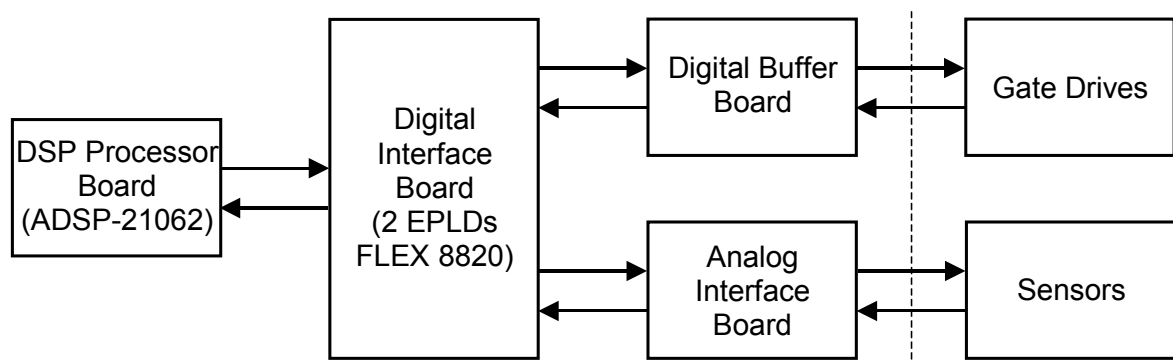 DSP Processor
Board
(ADSP-21062)
Digital
Interface
Board
(2 EPLDs
FLEX 8820)
Digital Buffer
Board
Gate Drives
Analog
Interface
Board
Sensors